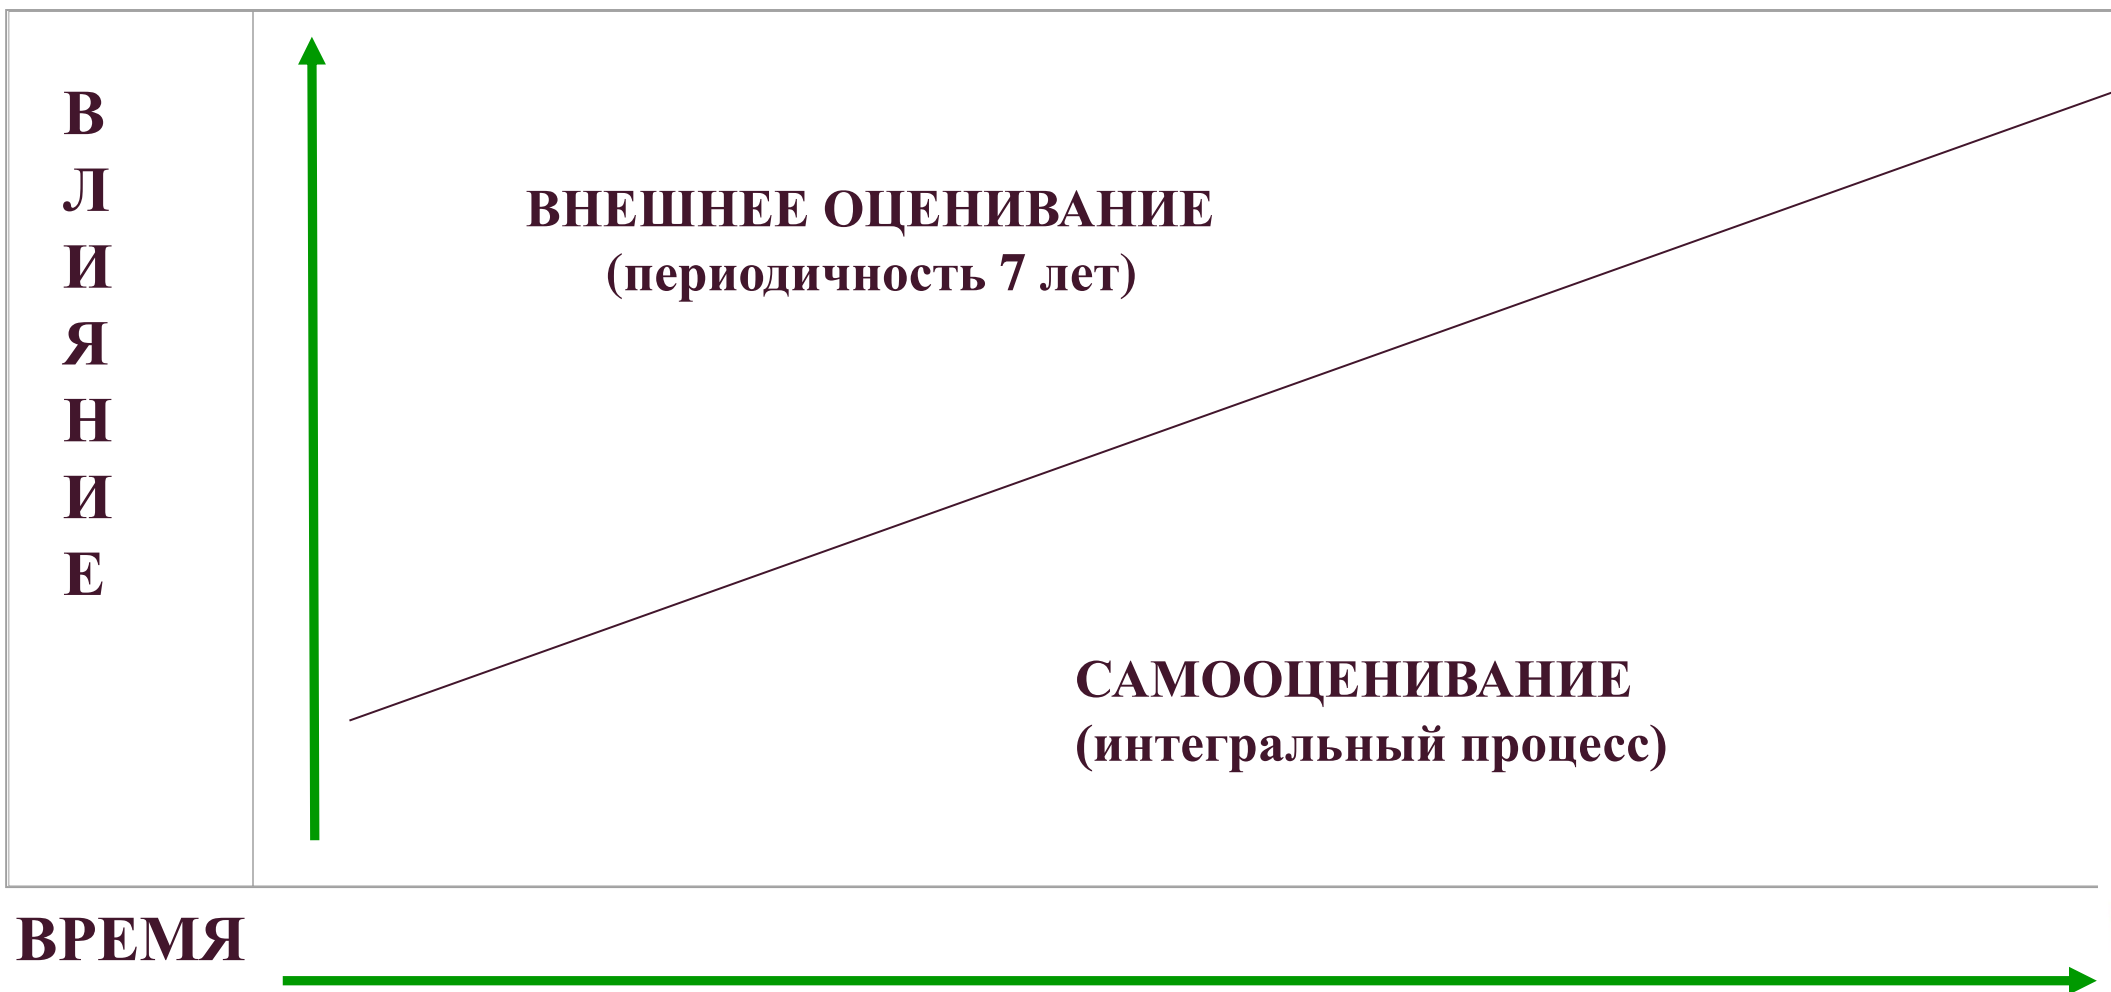 В
Л
И
Я
Н
И
Е
ВНЕШНЕЕ ОЦЕНИВАНИЕ
(периодичность 7 лет)
САМООЦЕНИВАНИЕ
(интегральный процесс)
ВРЕМЯ